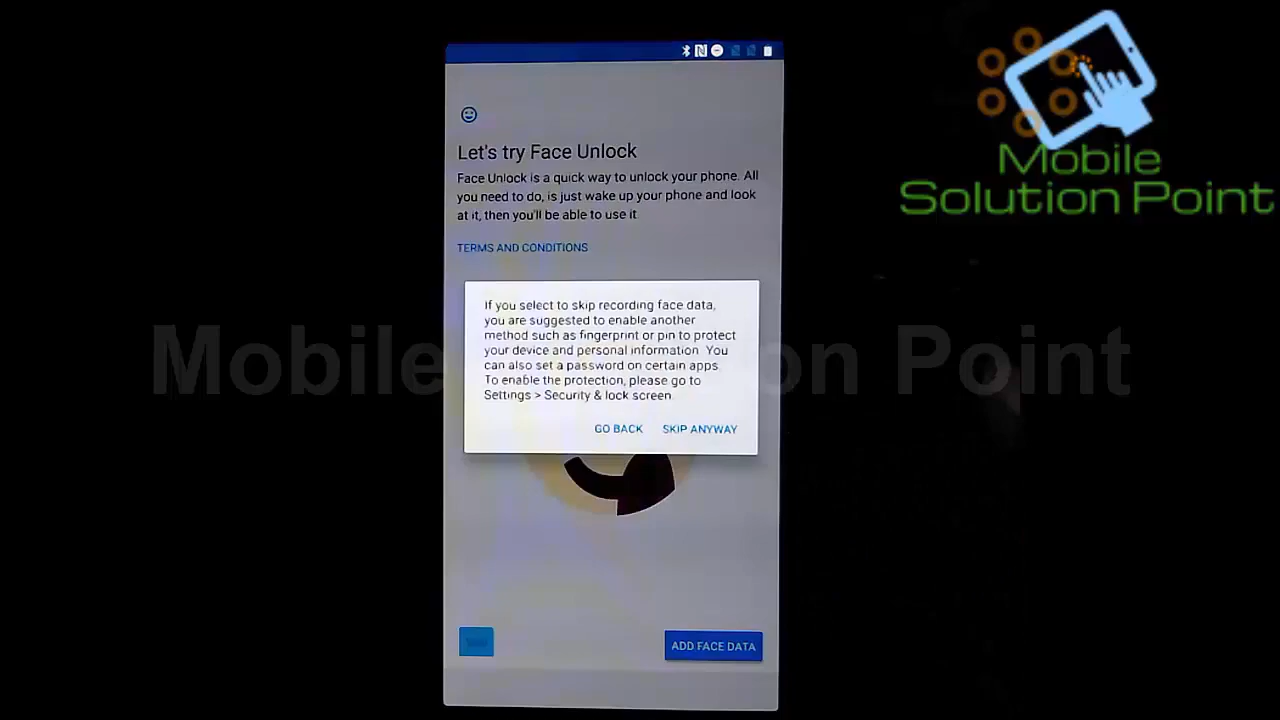 Mobile
Solution Point
Let's try Face Unlock
Face Unlock is a quick way to unlock your phone. All
you need to do, is just wake up your phone and look
at it, then you'll be able to use it
TERMS AND CONDITIONS
If you select to skip recording face data,
you are suggested to enable another
method such as fingerprint or pin to protect
your device and personal information. You
can also set a password on certain apps.
To enable the protection, please go to
Settings > Security & lock screen.
GO BACK SKIP ANYWAY
Mobile Solution Point
ADD FACE DATA